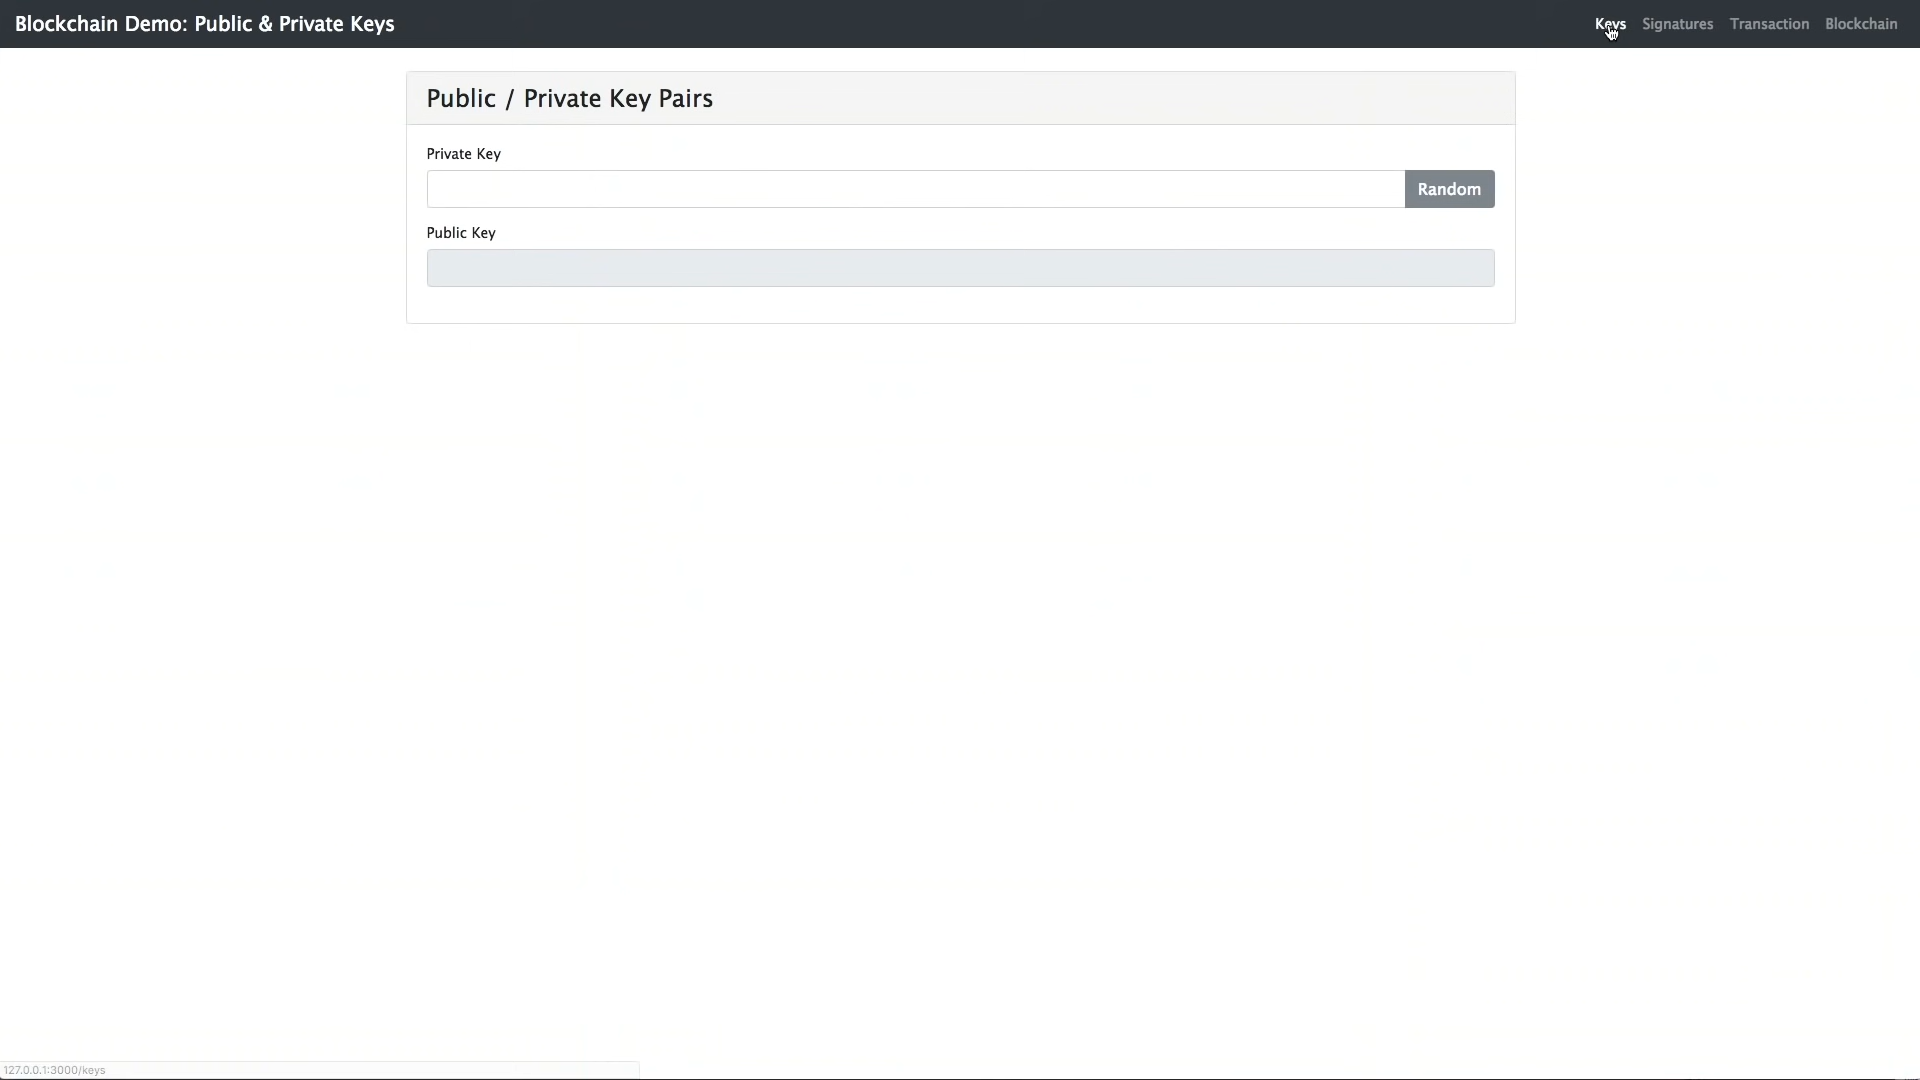 Blockchain Demo: Public & Private Keys
Keys Signatures Transaction Blockchain
Public / Private Key Pairs
Private Key
Random
Public Key
127.0.0.1:3000/keys